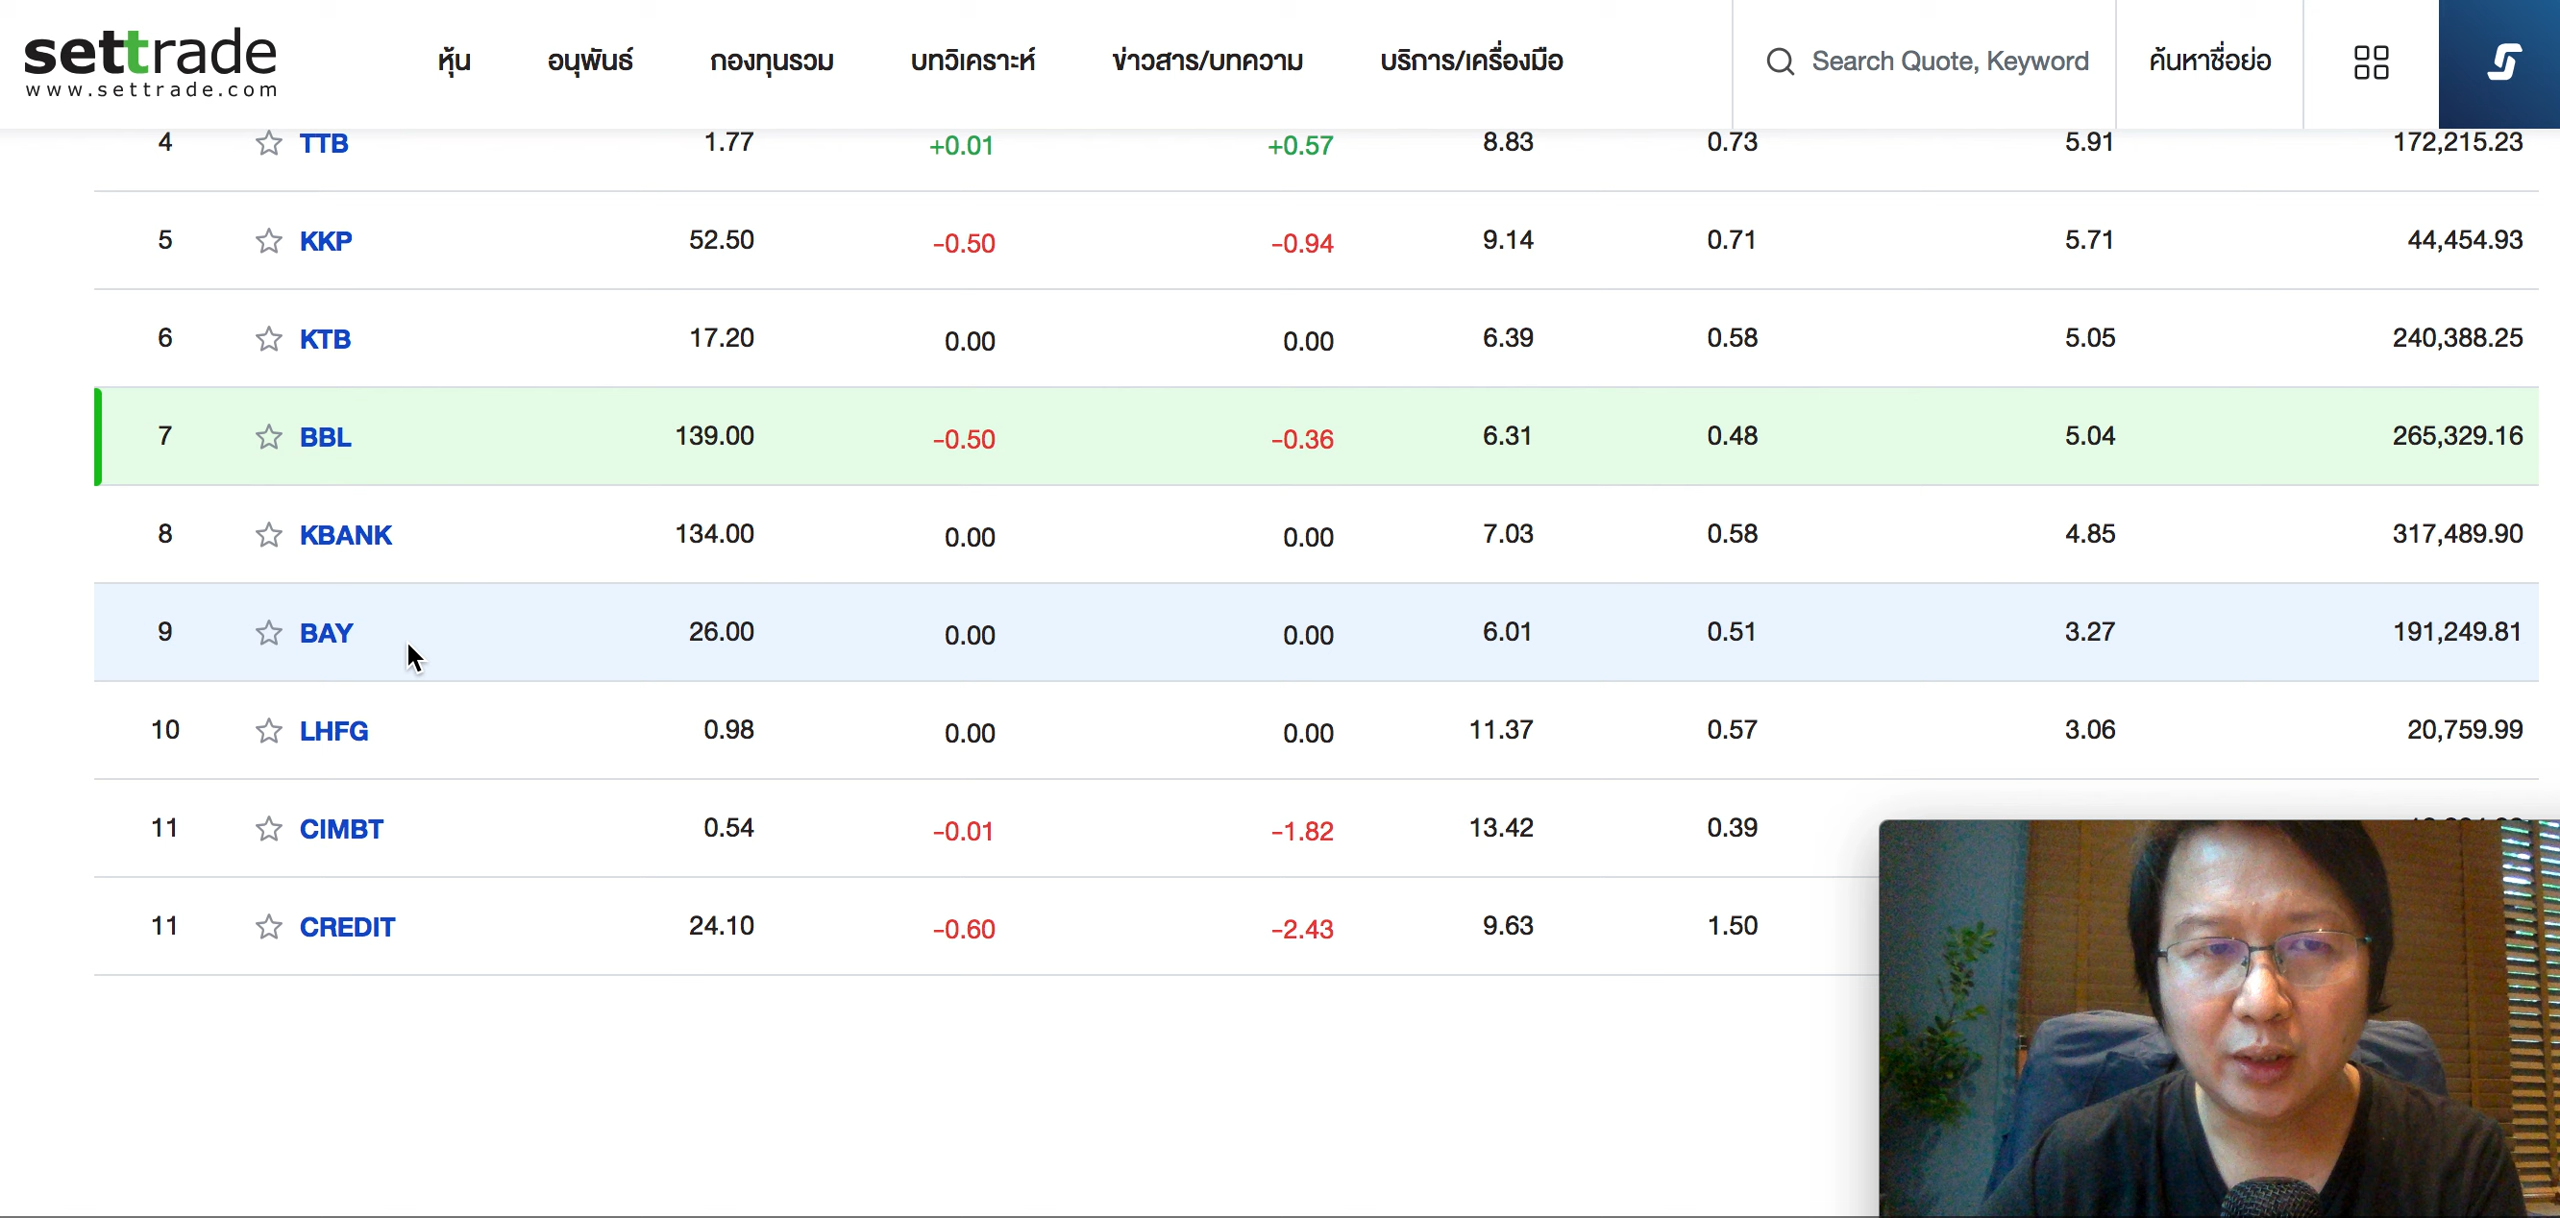 settrade
www.settrade.com
หุ้น อนุพันธ์ กองทุนรวม บทวิเคราะห์ ข่าวสาร/บทความ บริการ/เครื่องมือ Search Quote, Keyword ค้นหาชื่อย่อ
4 TTB 1.77 +0.01 +0.57 8.83 0.73 5.91 172,215.23
5 KKP 52.50 -0.50 -0.94 9.14 0.71 5.71 44,454.93
6 KTB 17.20 0.00 0.00 6.39 0.58 5.05 240,388.25
7 BBL 139.00 -0.50 -0.36 6.31 0.48 5.04 265,329.16
8 KBANK 134.00 0.00 0.00 7.03 0.58 4.85 317,489.90
9 BAY 26.00 0.00 0.00 6.01 0.51 3.27 191,249.81
10 LHFG 0.98 0.00 0.00 11.37 0.57 3.06 20,759.99
11 CIMBT 0.54 -0.01 -1.82 13.42 0.39
11 CREDIT 24.10 -0.60 -2.43 9.63 1.50